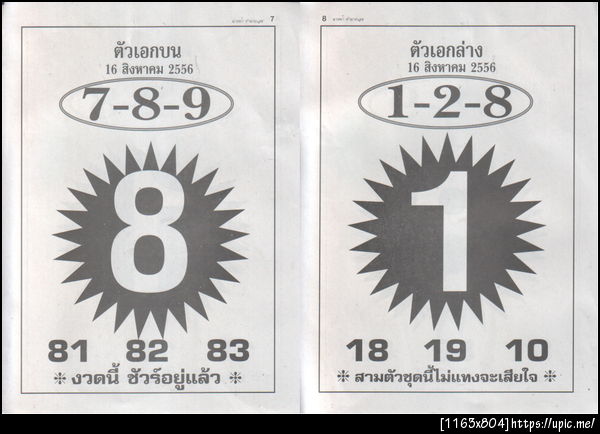 7
ตัวเอกบน
16 สิงหาคม 2556
7-8-9
8
81 82 83
❊ งวดนี้ ชัวร์อยู่แล้ว ❊
8
ตัวเอกล่าง
16 สิงหาคม 2556
1-2-8
1
18 19 10
❊ สามตัวชุดนี้ไม่แทงจะเสียใจ ❊
[1163x804]https://upic.me/